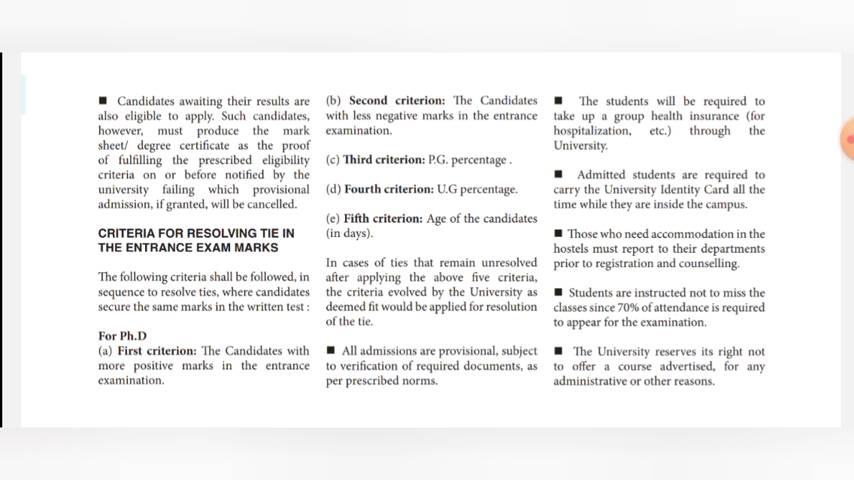 ■ Candidates awaiting their results are
also eligible to apply. Such candidates,
however, must produce the mark
sheet/ degree certificate as the proof
of fulfilling the prescribed eligibility
criteria on or before notified by the
university failing which provisional
admission, if granted, will be cancelled.
CRITERIA FOR RESOLVING TIE IN
THE ENTRANCE EXAM MARKS
The following criteria shall be followed, in
sequence to resolve ties, where candidates
secure the same marks in the written test :
For Ph.D
(a) First criterion: The Candidates with
more positive marks in the entrance
examination.
(b) Second criterion: The Candidates
with less negative marks in the entrance
examination.
(c) Third criterion: P.G. percentage .
(d) Fourth criterion: U.G percentage.
(e) Fifth criterion: Age of the candidates
(in days).
In cases of ties that remain unresolved
after applying the above five criteria,
the criteria evolved by the University as
deemed fit would be applied for resolution
of the tie.
■ All admissions are provisional, subject
to verification of required documents, as
per prescribed norms.
■ The students will be required to
take up a group health insurance (for
hospitalization, etc.) through the
University.
■ Admitted students are required to
carry the University Identity Card all the
time while they are inside the campus.
■ Those who need accommodation in the
hostels must report to their departments
prior to registration and counselling.
■ Students are instructed not to miss the
classes since 70% of attendance is required
to appear for the examination.
■ The University reserves its right not
to offer a course advertised, for any
administrative or other reasons.